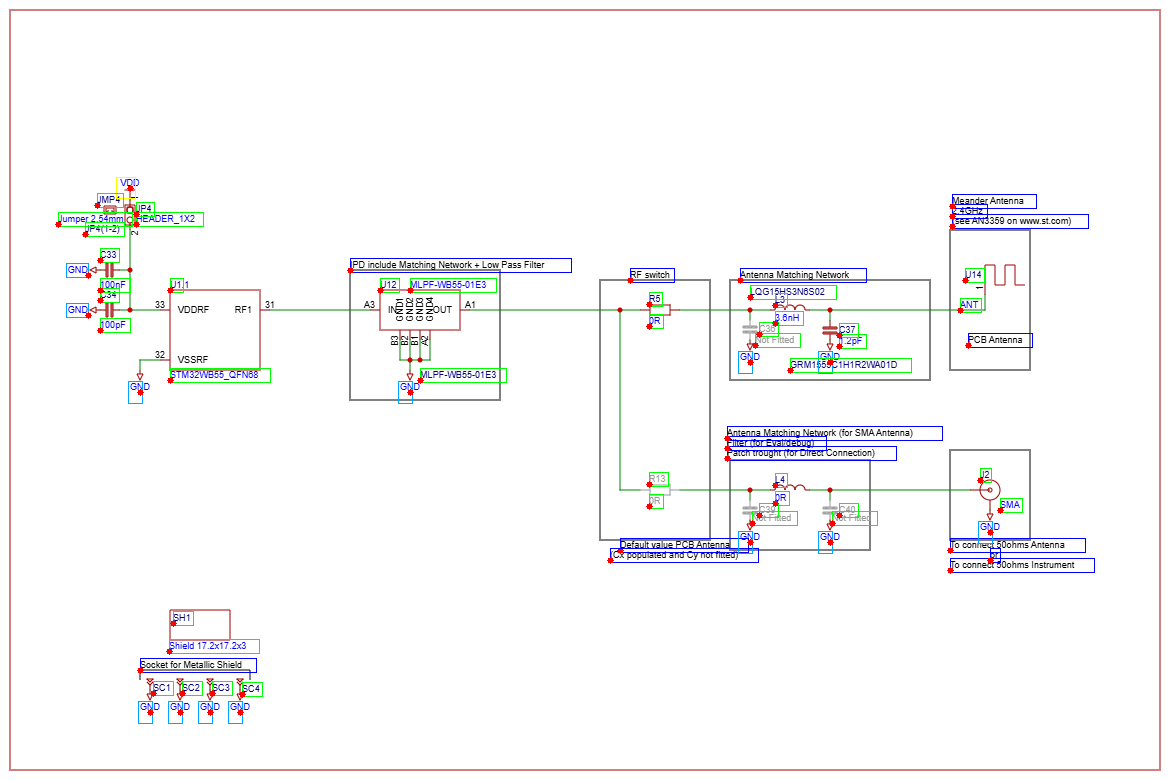 VDD
JMP4
JP4
Jumper 2.54mm
HEADER_1X2
JP4(1-2)
1
2
C33
GND
100nF
C34
GND
100pF
U1.1
33
VDDRF
RF1
31
32
VSSRF
GND
STM32WB55_QFN68
IPD include Matching Network + Low Pass Filter
U12
MLPF-WB55-01E3
A3
IN
GND1
GND2
GND3
GND4
OUT
A1
B3
B2
B1
A2
MLPF-WB55-01E3
GND
RF switch
R5
0R
R13
0R
Default value PCB Antenna
(Cx populated and Cy not fitted)
Antenna Matching Network
LQG15HS3N6S02
L3
3.6nH
C36
Not Fitted
GND
C37
1.2pF
GND
GRM1555C1H1R2WA01D
Meander Antenna
2.4GHz
(see AN3359 on www.st.com)
U14
1
ANT
PCB Antenna
Antenna Matching Network (for SMA Antenna)
Filter (for Eval/debug)
Patch trought (for Direct Connection)
L4
0R
C39
Not Fitted
GND
C40
Not Fitted
GND
J2
SMA
GND
To connect 50ohms Antenna
or
To connect 50ohms Instrument
SH1
Shield 17.2x17.2x3
Socket for Metallic Shield
SC1
SC2
SC3
SC4
GND
GND
GND
GND